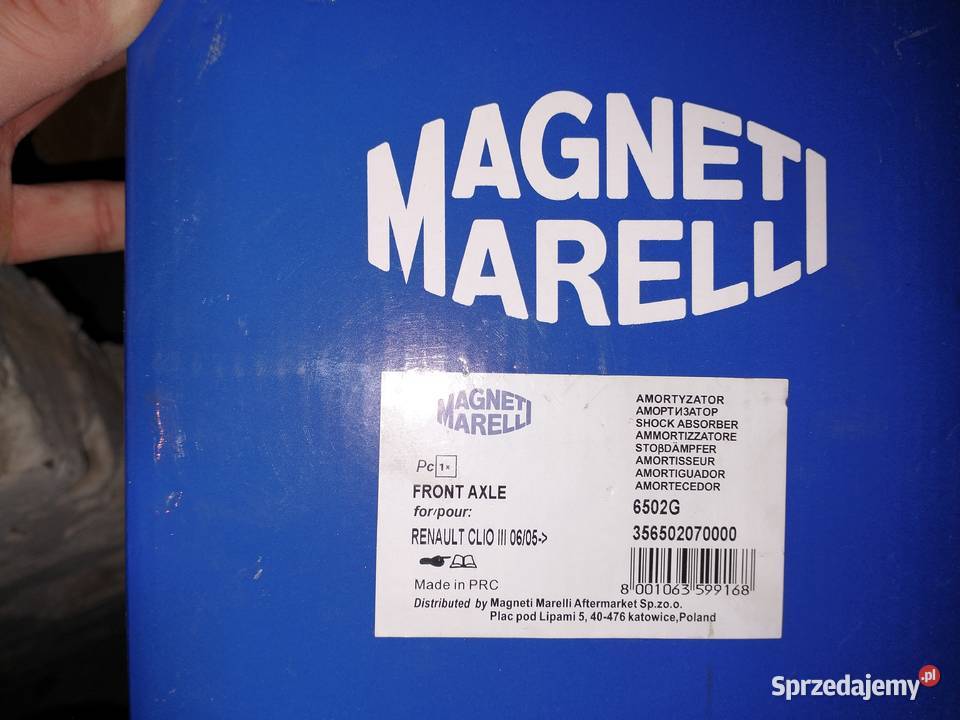 MAGNETI
MARELLI
MAGNETI
MARELLI
Pc 1x
FRONT AXLE
for/pour:
RENAULT CLIO III 06/05->
Made in PRC
Distributed by Magneti Marelli Aftermarket Sp.zo.o.
Plac pod Lipami 5, 40-476 katowice,Poland
AMORTYZATOR
АМОРТИЗАТОР
SHOCK ABSORBER
AMMORTIZZATORE
STOβDÄMPFER
AMORTISSEUR
AMORTIGUADOR
AMORTECEDOR
6502G
356502070000
8 001063 599168
Sprzedajemy.pl